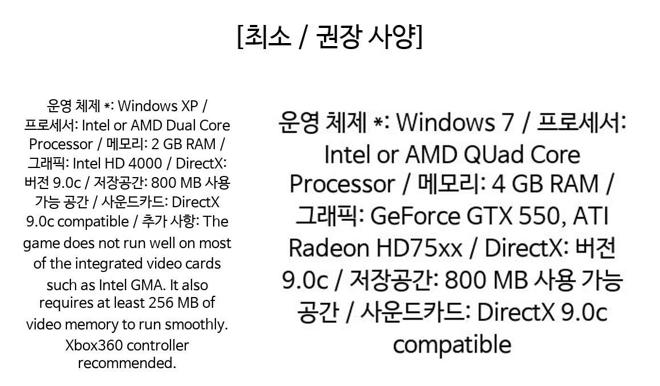 [최소 / 권장 사양]
운영 체제 *: Windows XP /
프로세서: Intel or AMD Dual Core
Processor / 메모리: 2 GB RAM /
그래픽: Intel HD 4000 / DirectX:
버전 9.0c / 저장공간: 800 MB 사용
가능 공간 / 사운드카드: DirectX
9.0c compatible / 추가 사항: The
game does not run well on most
of the integrated video cards
such as Intel GMA. It also
requires at least 256 MB of
video memory to run smoothly.
Xbox360 controller
recommended.
운영 체제 *: Windows 7 / 프로세서:
Intel or AMD QUad Core
Processor / 메모리: 4 GB RAM /
그래픽: GeForce GTX 550, ATI
Radeon HD75xx / DirectX: 버전
9.0c / 저장공간: 800 MB 사용 가능
공간 / 사운드카드: DirectX 9.0c
compatible